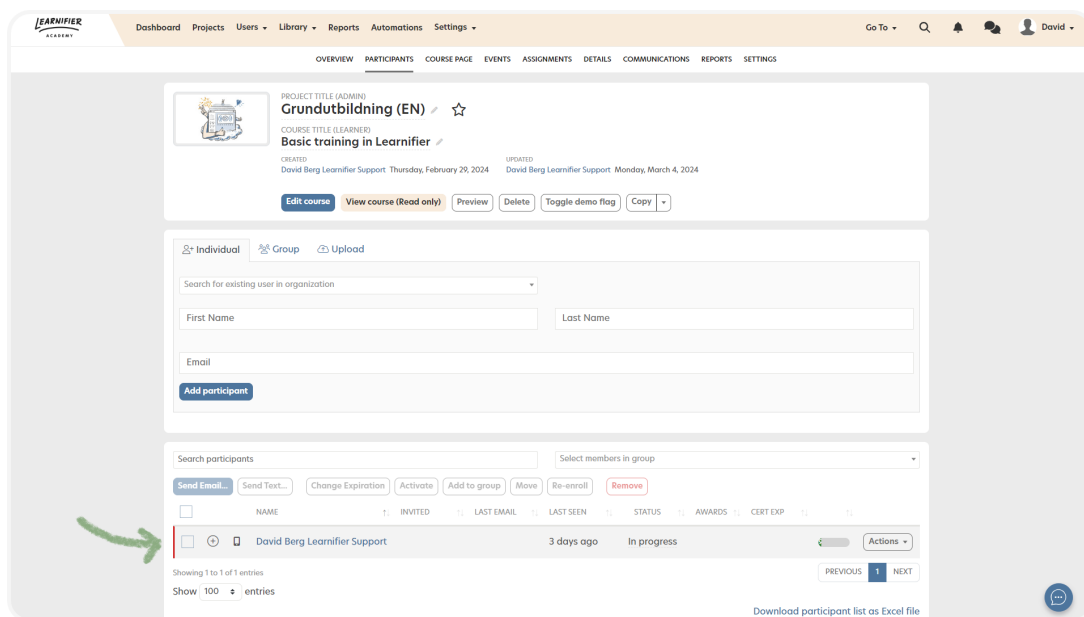 LEARNIFIER
ACADEMY
Dashboard Projects Users Library Reports Automations Settings Go To David
OVERVIEW PARTICIPANTS COURSE PAGE EVENTS ASSIGNMENTS DETAILS COMMUNICATIONS REPORTS SETTINGS
PROJECT TITLE (ADMIN)
Grundutbildning (EN)
COURSE TITLE (LEARNER)
Basic training in Learnifier
CREATED UPDATED
David Berg Learnifier Support Thursday, February 29, 2024 David Berg Learnifier Support Monday, March 4, 2024
Edit course View course (Read only) Preview Delete Toggle demo flag Copy
Individual Group Upload
Search for existing user in organization
First Name Last Name
Email
Add participant
Search participants Select members in group
Send Email... Send Text... Change Expiration Activate Add to group Move Re-enroll Remove
NAME INVITED LAST EMAIL LAST SEEN STATUS AWARDS CERT EXP
David Berg Learnifier Support 3 days ago In progress Actions
Showing 1 to 1 of 1 entries PREVIOUS 1 NEXT
Show 100 entries
Download participant list as Excel file